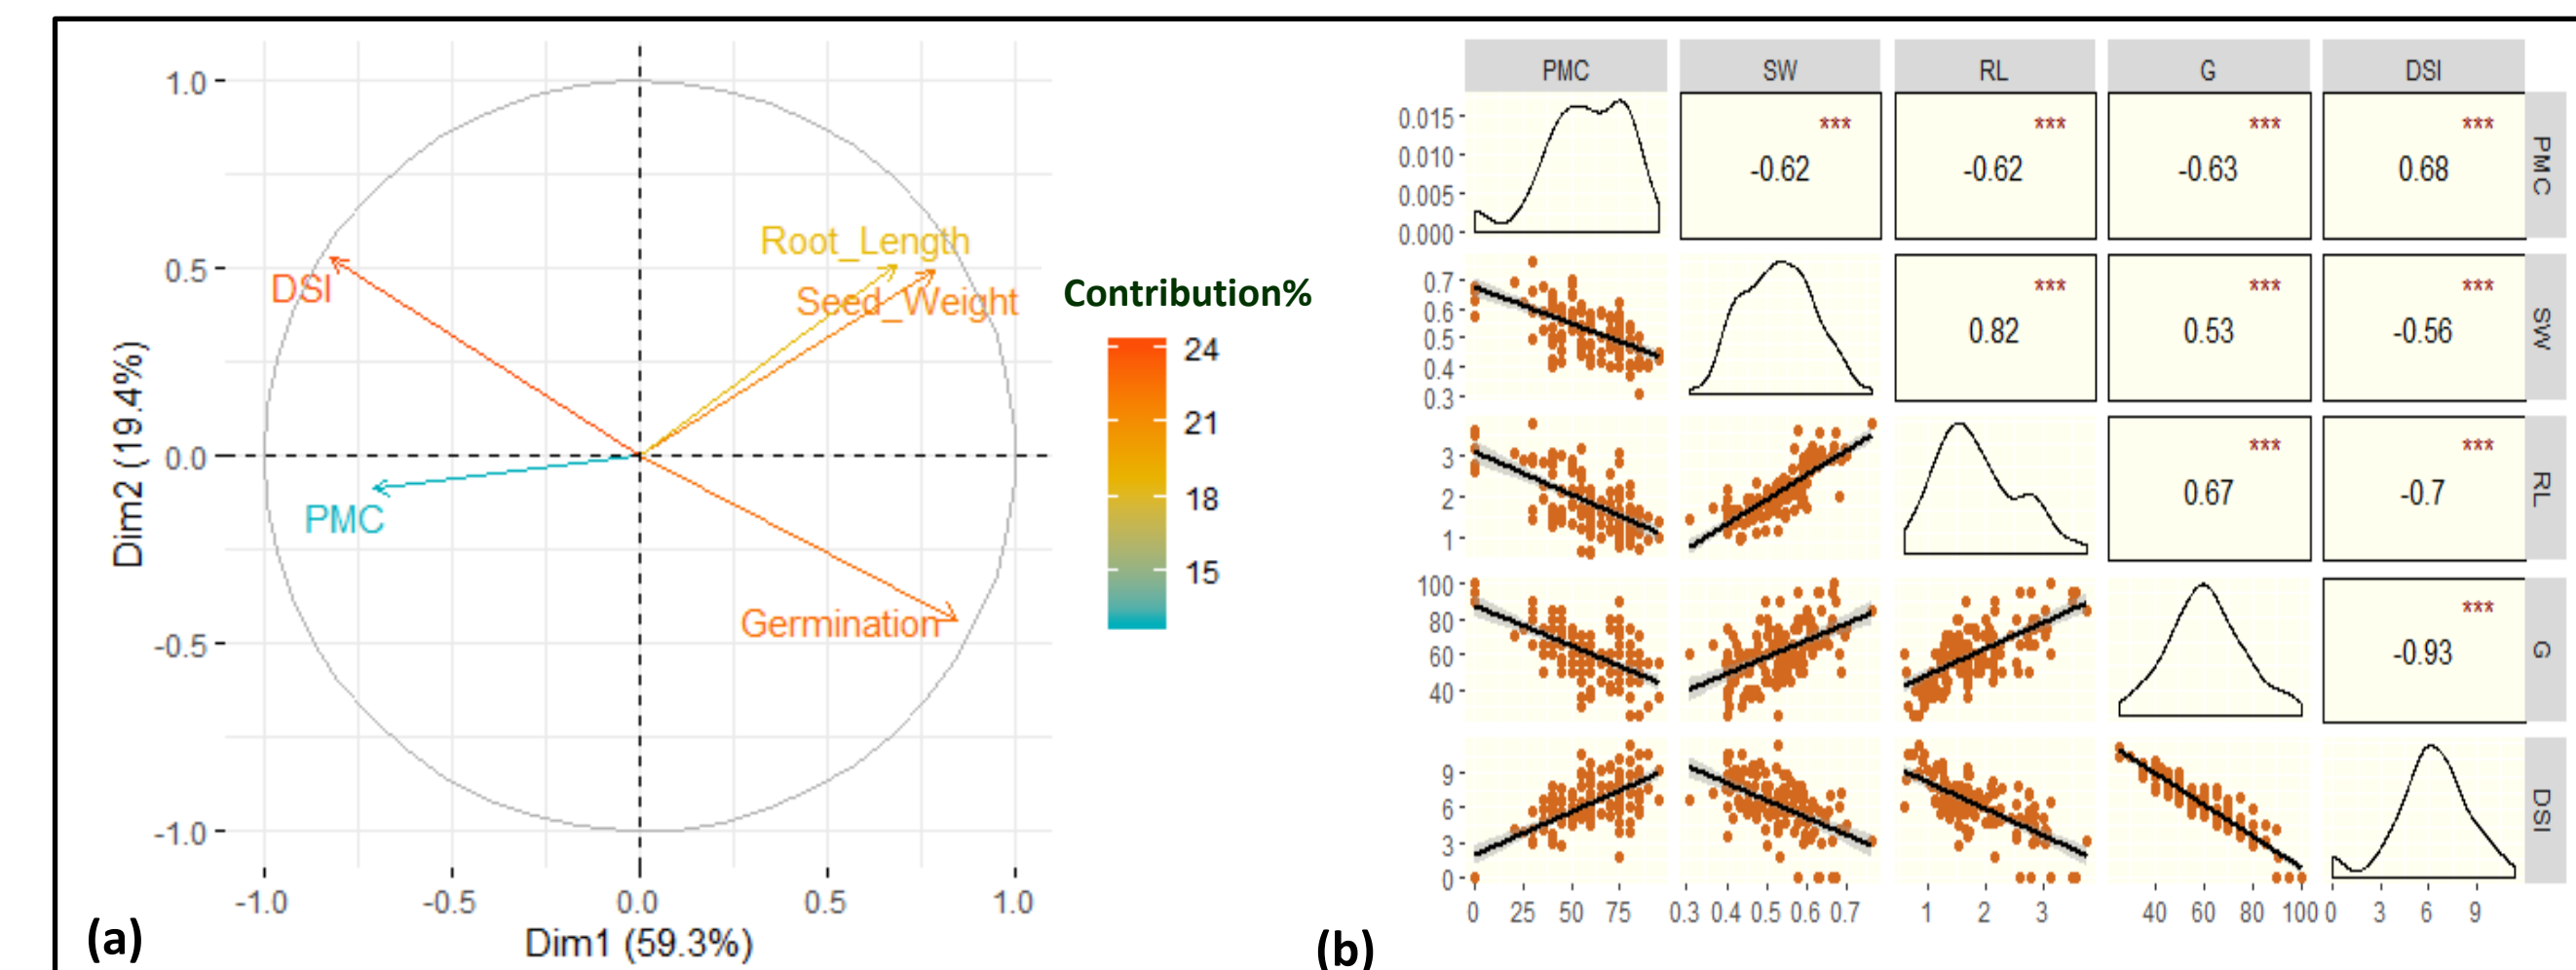 1.0
0.5
0.0
-0.5
-1.0
Dim2 (19.4%)
DSI
Root_Length
Seed_Weight
PMC
Germination
-1.0 -0.5 0.0 0.5 1.0
Dim1 (59.3%)
(a)
Contribution%
24
21
18
15
PMC SW RL G DSI
0.015
0.010
0.005
0.000
*** *** *** ***
-0.62 -0.62 -0.63 0.68
PMC
0.7
0.6
0.5
0.4
0.3
*** *** ***
0.82 0.53 -0.56
SW
3
2
1
*** ***
0.67 -0.7
RL
100
80
60
40
***
-0.93
G
9
6
3
0
DSI
0 25 50 75 0.3 0.4 0.5 0.6 0.7 1 2 3 40 60 80 100 0 3 6 9
(b)